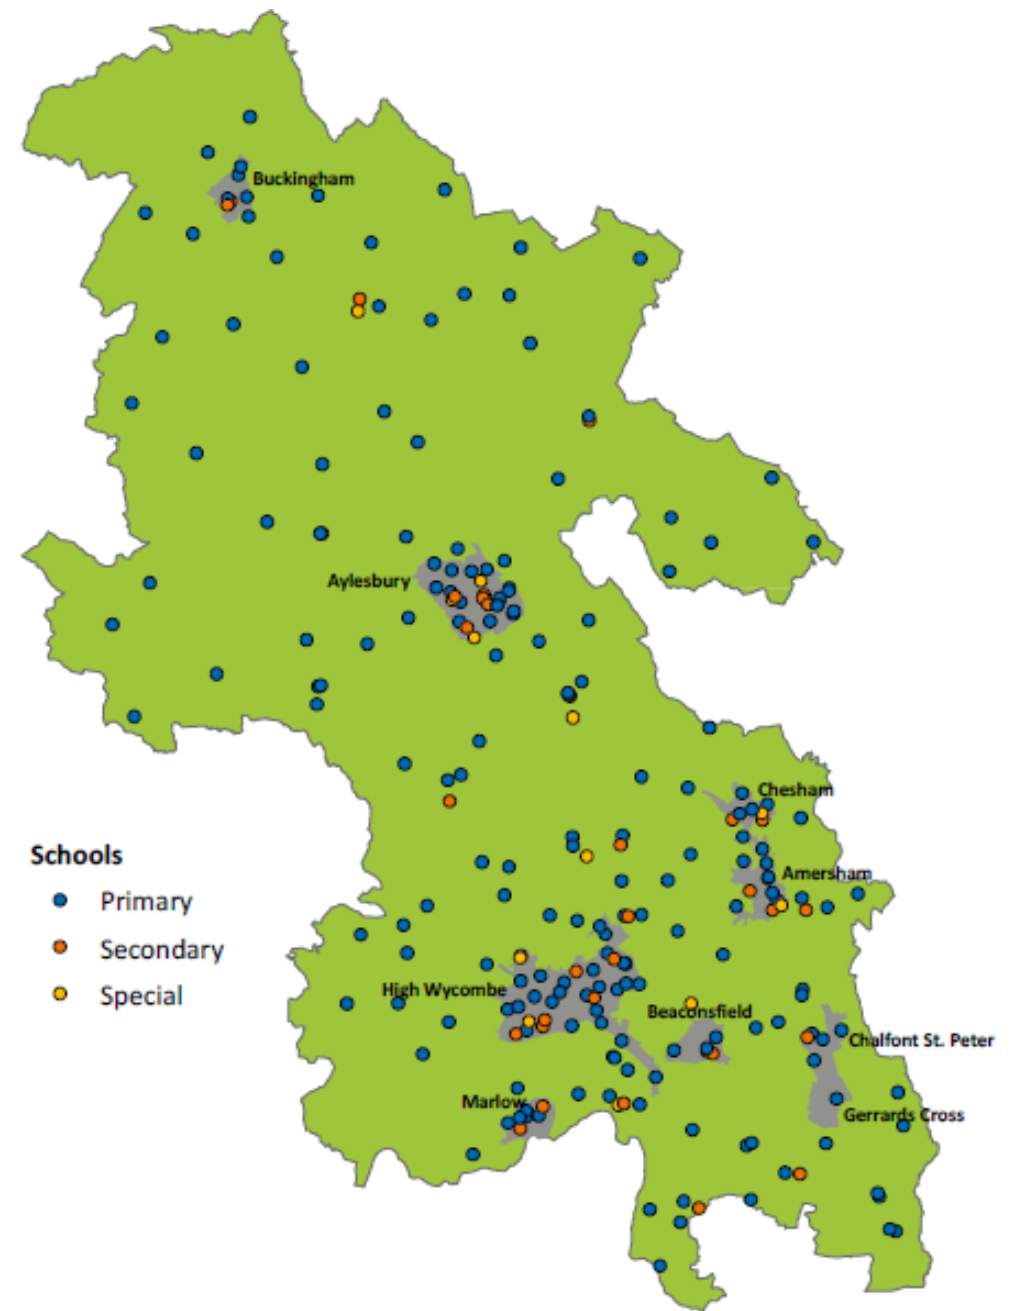 Buckingham
Aylesbury
Chesham
Schools
Primary
Amersham
Secondary
Special
High Wycombe
Beaconsfield
Chalfont St. Peter
Marlow
Gerrards Cross